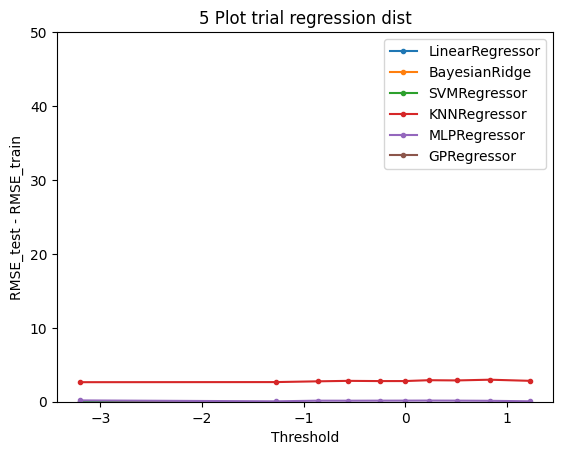 5 Plot trial regression dist
RMSE_test - RMSE_train
50
40
30
20
10
0
LinearRegressor
BayesianRidge
SVMRegressor
KNNRegressor
MLPRegressor
GPRegressor
−3
−2
−1
0
1
Threshold